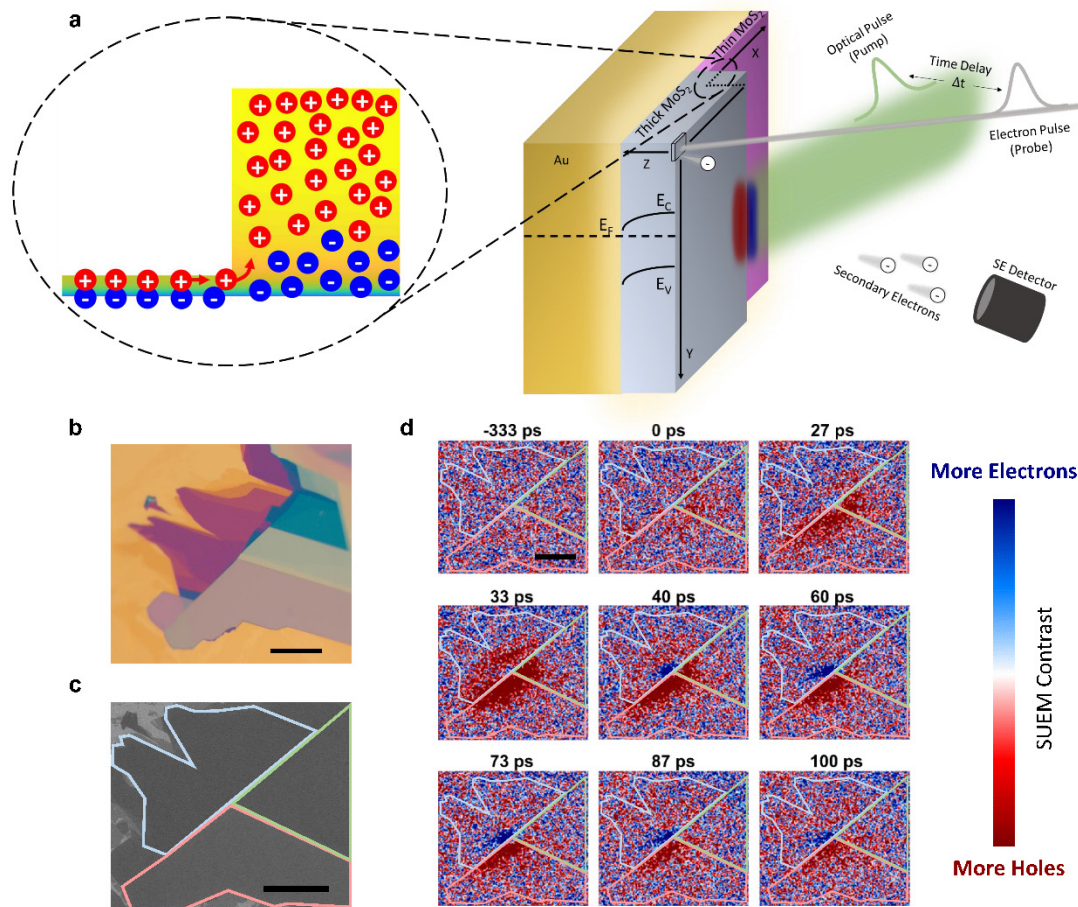 a
Optical Pulse
(Pump)
Time Delay
Δt
Electron Pulse
(Probe)
Thin MoS2
Thick MoS2
X
Au
Z
-
EC
EF
EV
Y
Secondary
Electrons
SE Detector
+
-
b
c
d
-333 ps
0 ps
27 ps
33 ps
40 ps
60 ps
73 ps
87 ps
100 ps
More Electrons
SUEM Contrast
More Holes